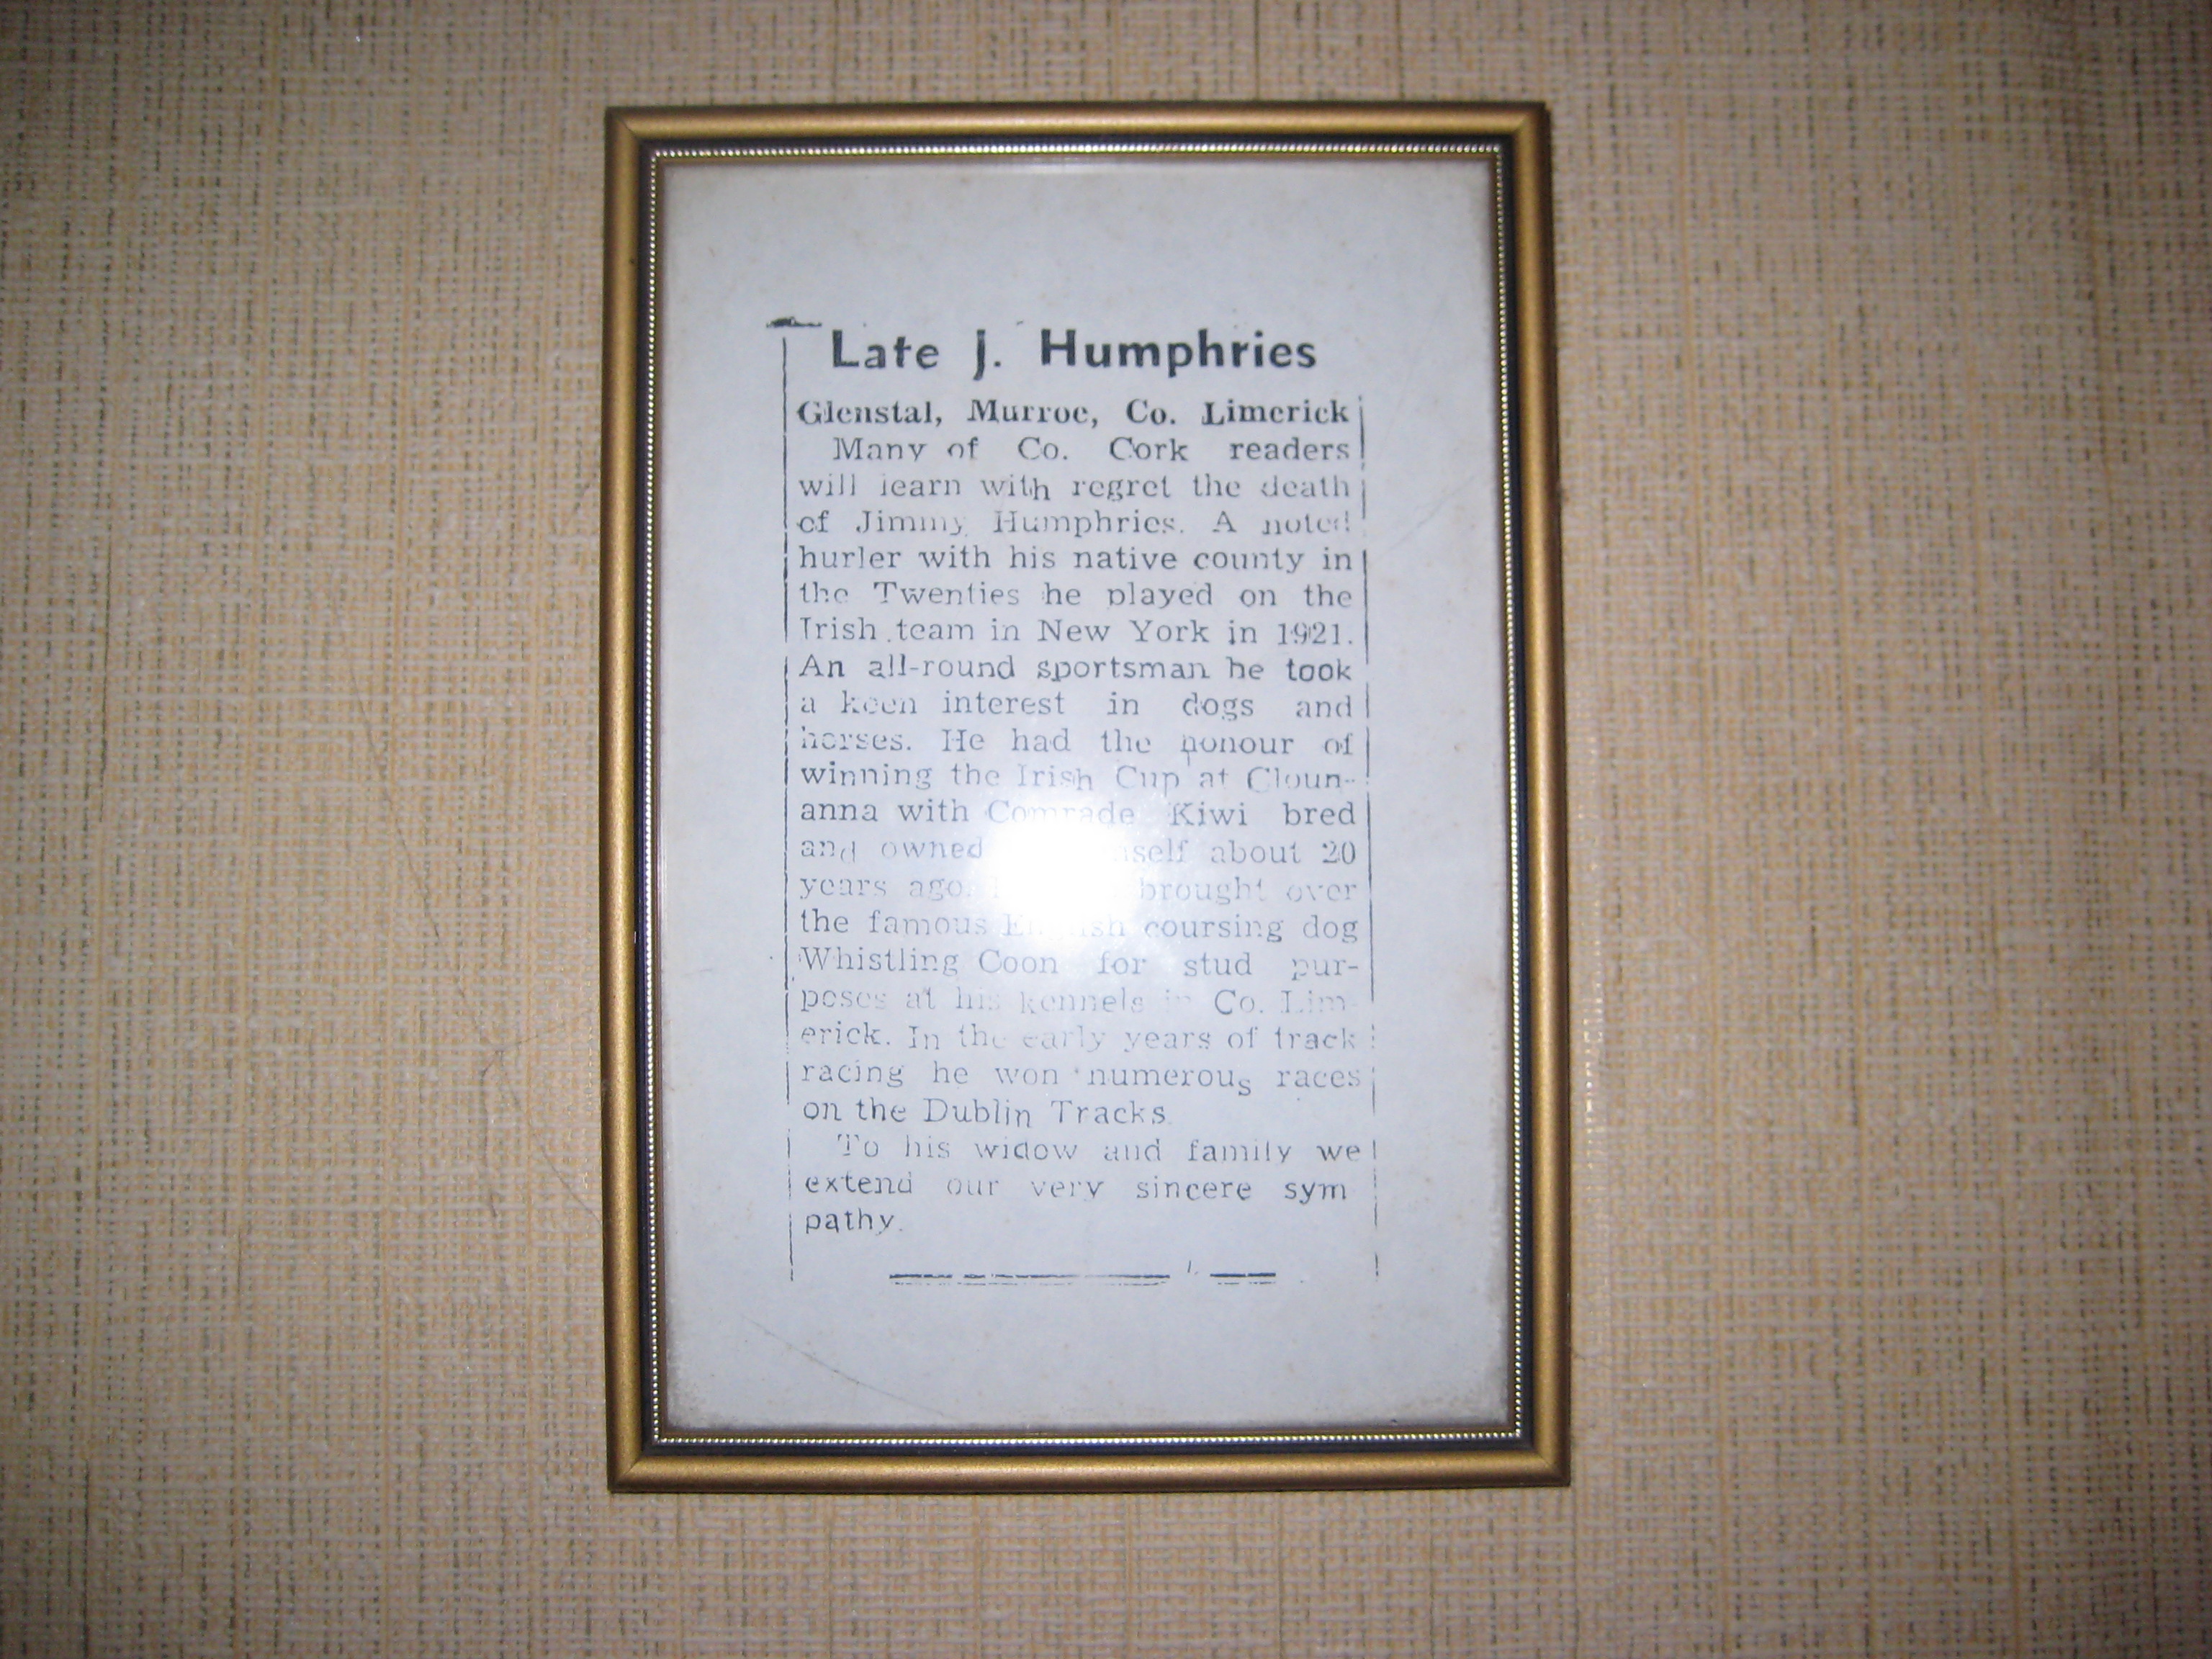 Late J. Humphries
Glenstal, Murroe, Co. Limerick
Many of Co. Cork readers
will learn with regret the death
of Jimmy Humphries. A noted
hurler with his native county in
the Twenties he played on the
Irish team in New York in 1921.
An all-round sportsman he took
a keen interest in dogs and
horses. He had the honour of
winning the Irish Cup at Cloun-
anna with Comrade Kiwi bred
and owned about 20
years ago. brought over
the famous English coursing dog
Whistling Coon for stud pur-
poses at his kennels in Co. Lim-
erick. In the early years of track
racing he won numerous races
on the Dublin Tracks.
To his widow and family we
extend our very sincere sym
pathy.